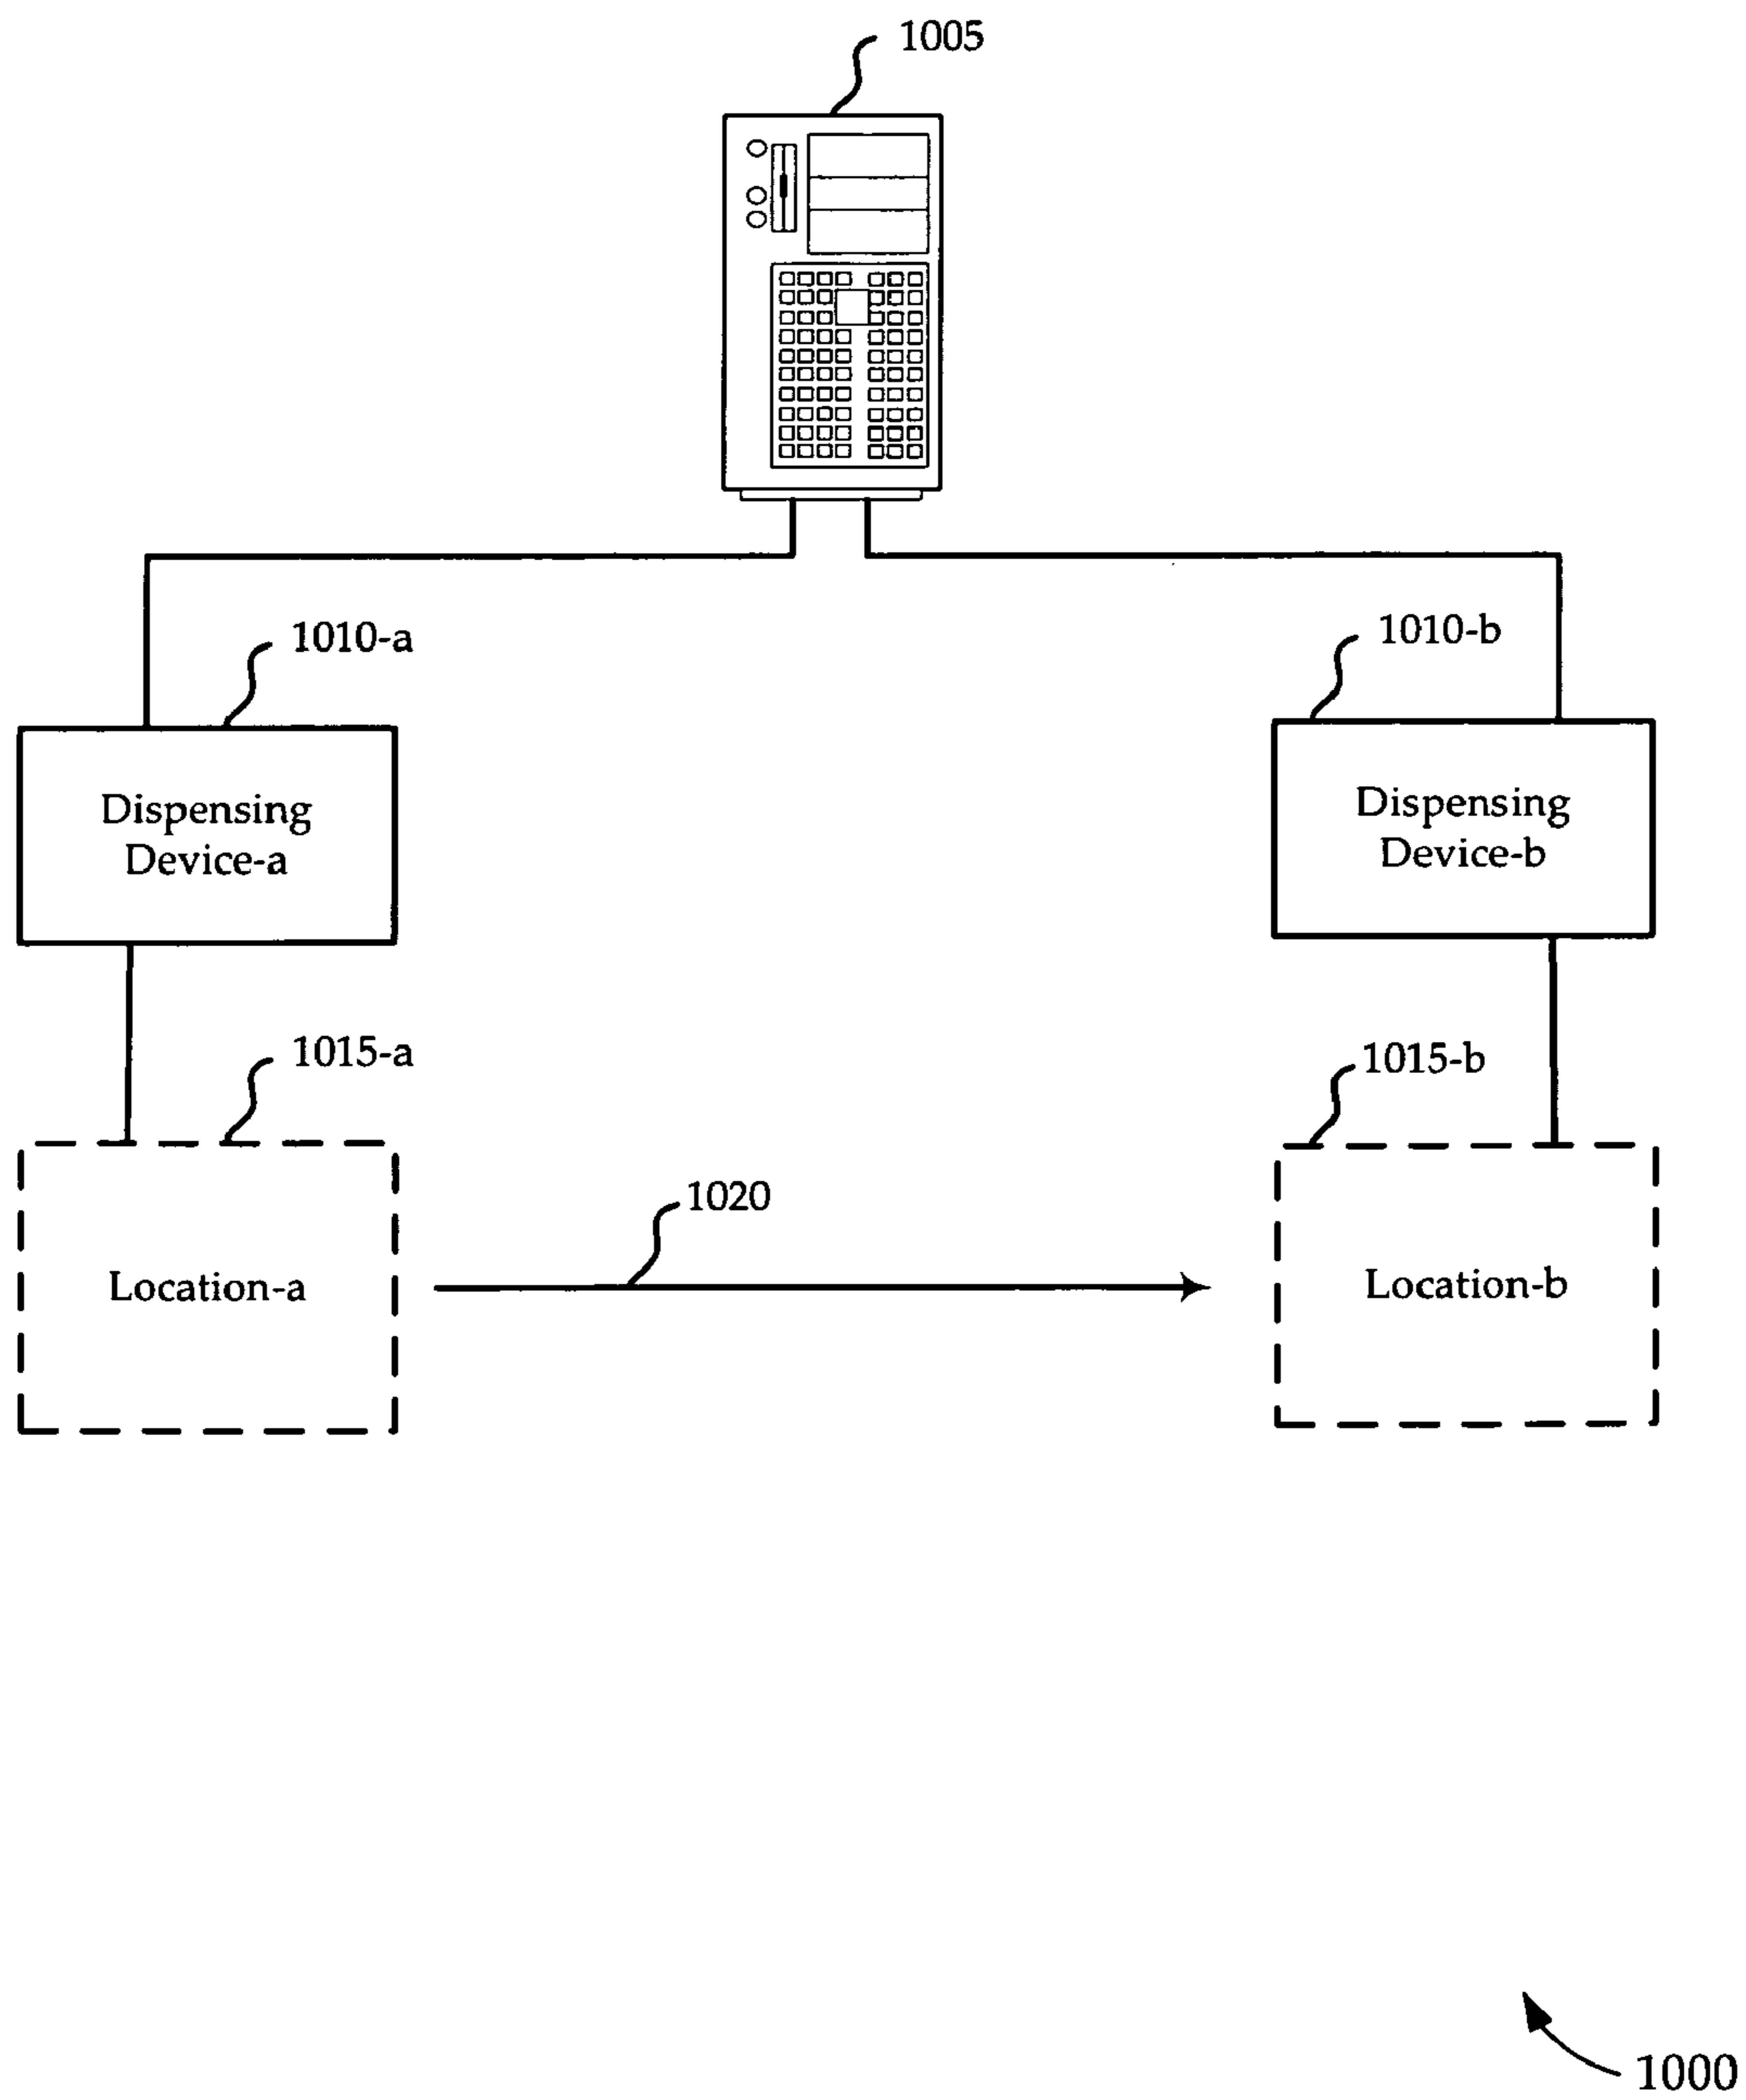 1005
1010-a
1010-b
Dispensing
Device-a
Dispensing
Device-b
1015-a
1015-b
1020
Location-a
Location-b
1000